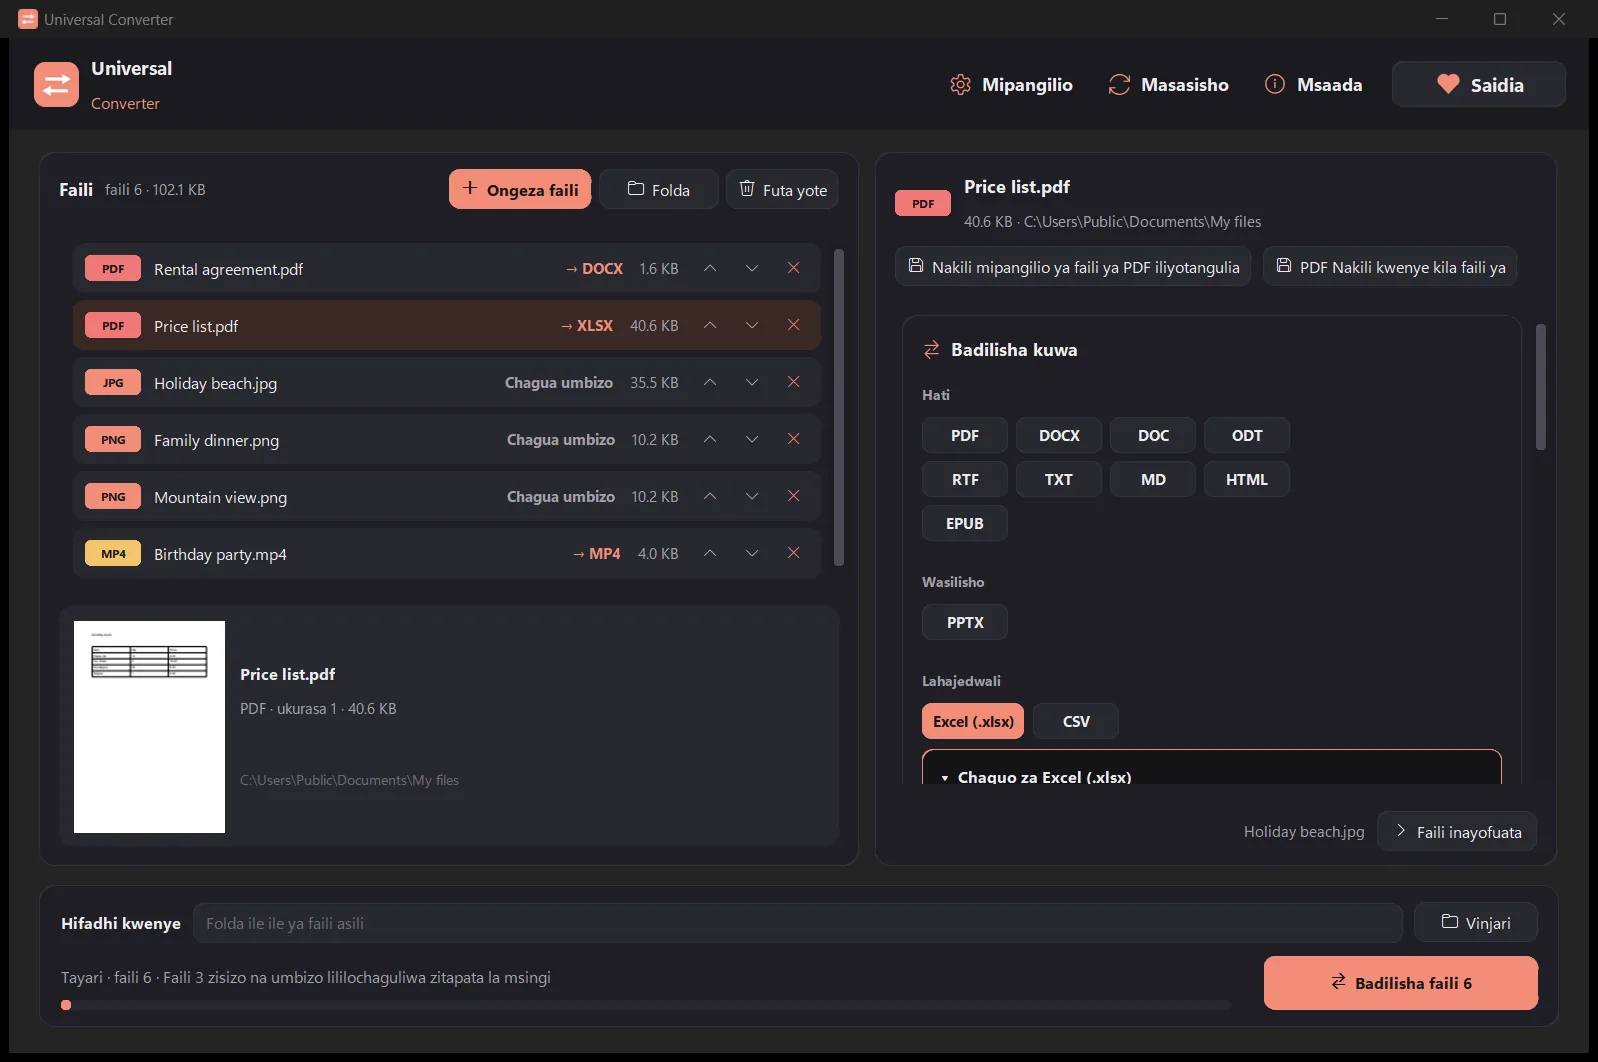 Universal Converter
Universal
Converter
Mipangilio
Masasisho
Msaada
Saidia
Faili
faili 6 · 102.1 KB
Ongeza faili
Folda
Futa yote
PDF Rental agreement.pdf → DOCX 1.6 KB
PDF Price list.pdf → XLSX 40.6 KB
JPG Holiday beach.jpg Chagua umbizo 35.5 KB
PNG Family dinner.png Chagua umbizo 10.2 KB
PNG Mountain view.png Chagua umbizo 10.2 KB
MP4 Birthday party.mp4 → MP4 4.0 KB
Price list.pdf
PDF · ukurasa 1 · 40.6 KB
C:\Users\Public\Documents\My files
PDF
Price list.pdf
40.6 KB · C:\Users\Public\Documents\My files
Nakili mipangilio ya faili ya PDF iliyotangulia
PDF Nakili kwenye kila faili ya
Badilisha kuwa
Hati
PDF DOCX DOC ODT
RTF TXT MD HTML
EPUB
Wasilisho
PPTX
Lahajedwali
Excel (.xlsx) CSV
▾ Chaguo za Excel (.xlsx)
Holiday beach.jpg
Faili inayofuata
Hifadhi kwenye
Folda ile ile ya faili asili
Vinjari
Tayari · faili 6 · Faili 3 zisizo na umbizo lililochaguliwa zitapata la msingi
Badilisha faili 6